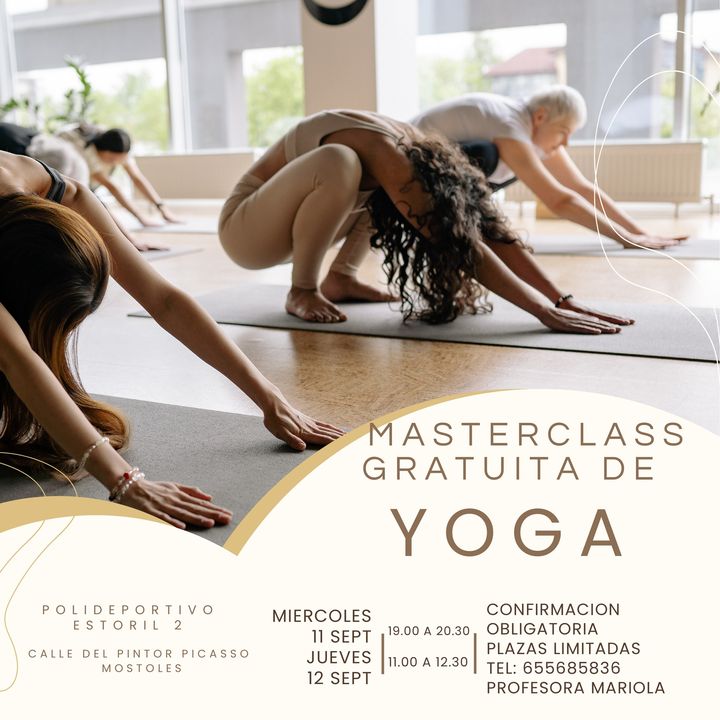 MASTERCLASS
GRATUITA DE
YOGA
POLIDEPORTIVO
ESTORIL 2
CALLE DEL PINTOR PICASSO
MOSTOLES
MIERCOLES
11 SEPT
JUEVES
12 SEPT
19.00 A 20.30
11.00 A 12.30
CONFIRMACION
OBLIGATORIA
PLAZAS LIMITADAS
TEL: 655685836
PROFESORA MARIOLA